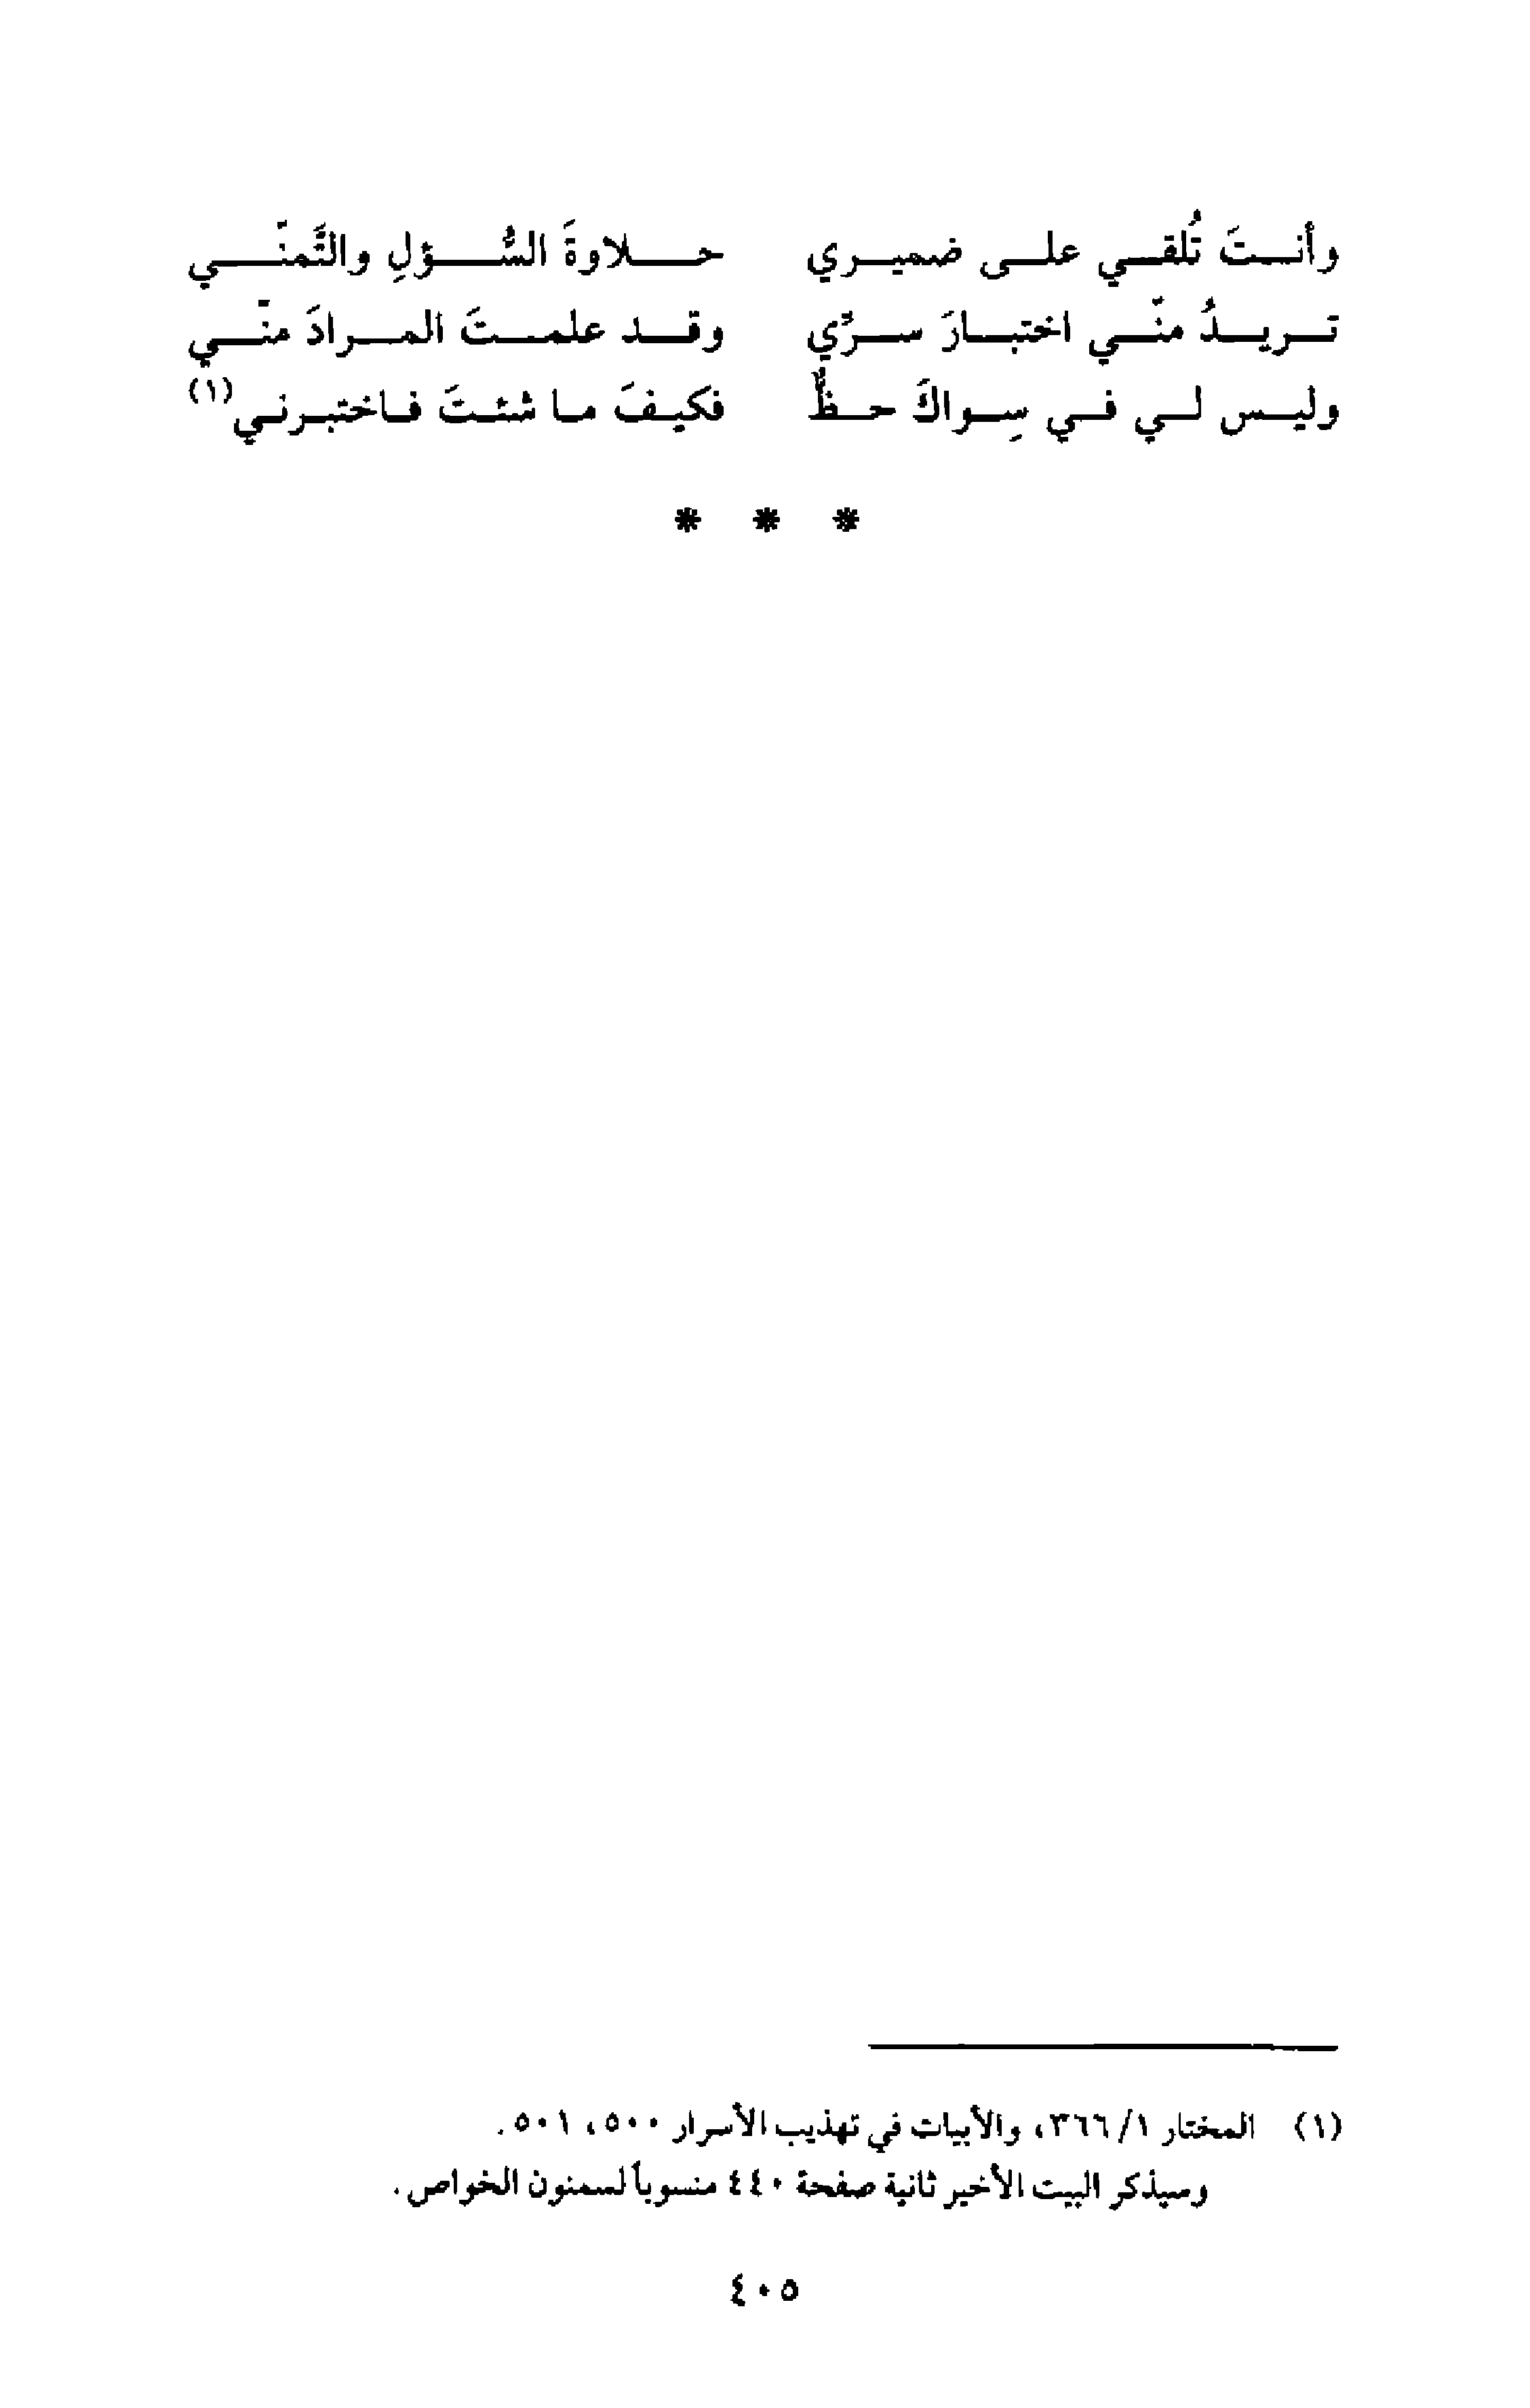 وأنتَ تُلقي على ضميري حلاوةَ السُّؤلِ والتَّمنّي
تريدُ منّي اختبارَ سرِّي وقد علمتَ المرادَ منّي
وليس لي في سِواكَ حظٌّ فكيفَ ما شئتَ فاختبرني(١)
* * *
(١) المختار ١/ ٣٦٦، والأبيات في تهذيب الأسرار ٥٠٠، ٥٠١.
وسيذكر البيت الأخير ثانية صفحة ٤٤٠ منسوباً لسمنون الخواص.
٤٠٥